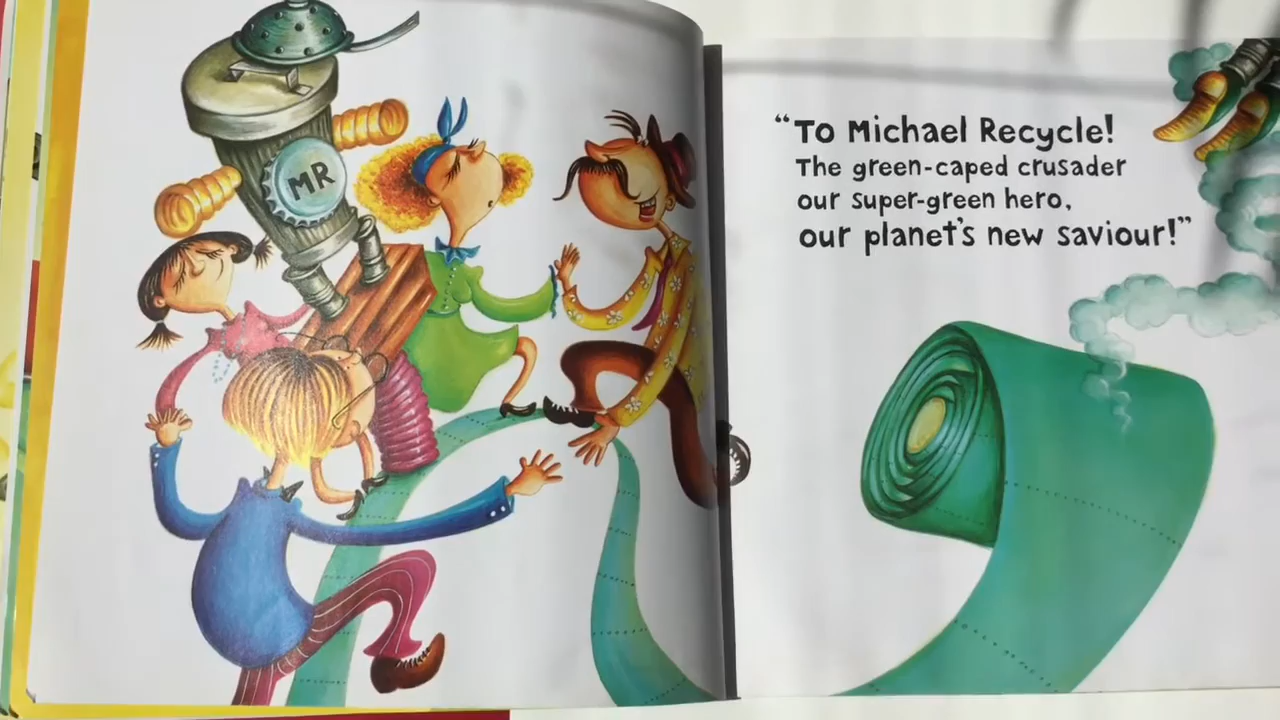 MR
“To Michael Recycle!
The green-caped crusader
our super-green hero,
our planet’s new saviour!”